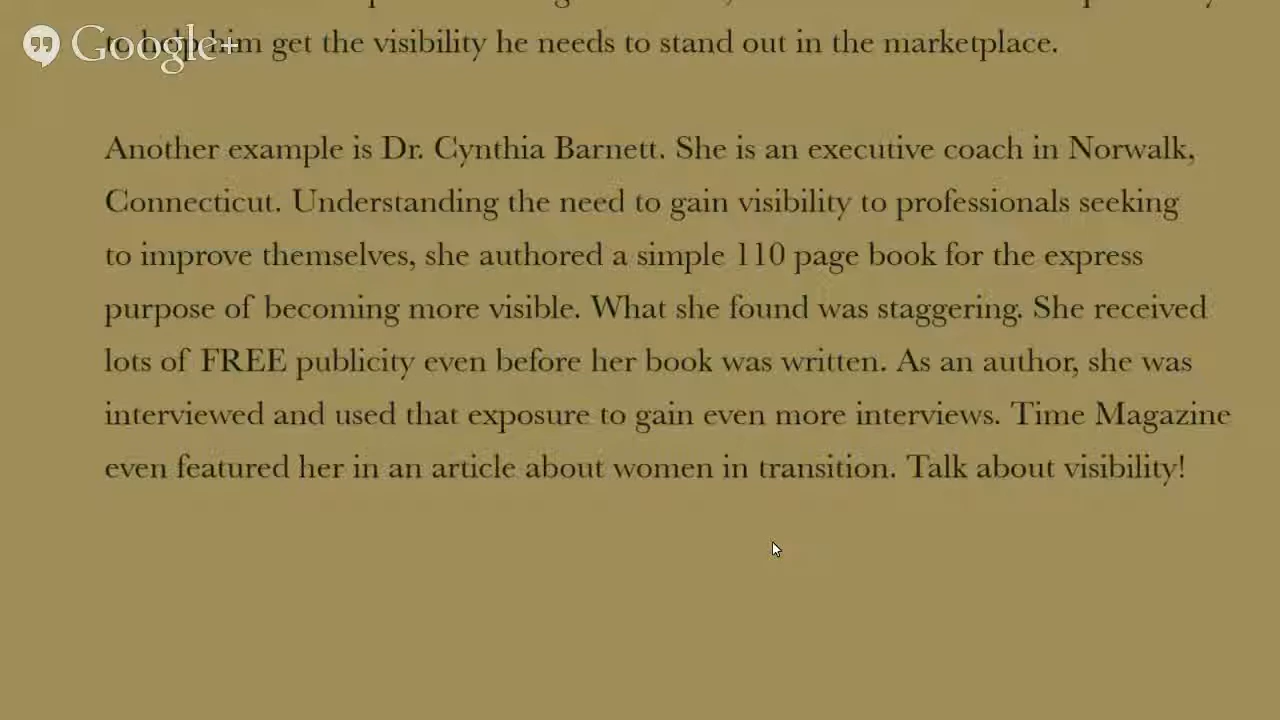 Google+
to help him get the visibility he needs to stand out in the marketplace.
Another example is Dr. Cynthia Barnett. She is an executive coach in Norwalk,
Connecticut. Understanding the need to gain visibility to professionals seeking
to improve themselves, she authored a simple 110 page book for the express
purpose of becoming more visible. What she found was staggering. She received
lots of FREE publicity even before her book was written. As an author, she was
interviewed and used that exposure to gain even more interviews. Time Magazine
even featured her in an article about women in transition. Talk about visibility!